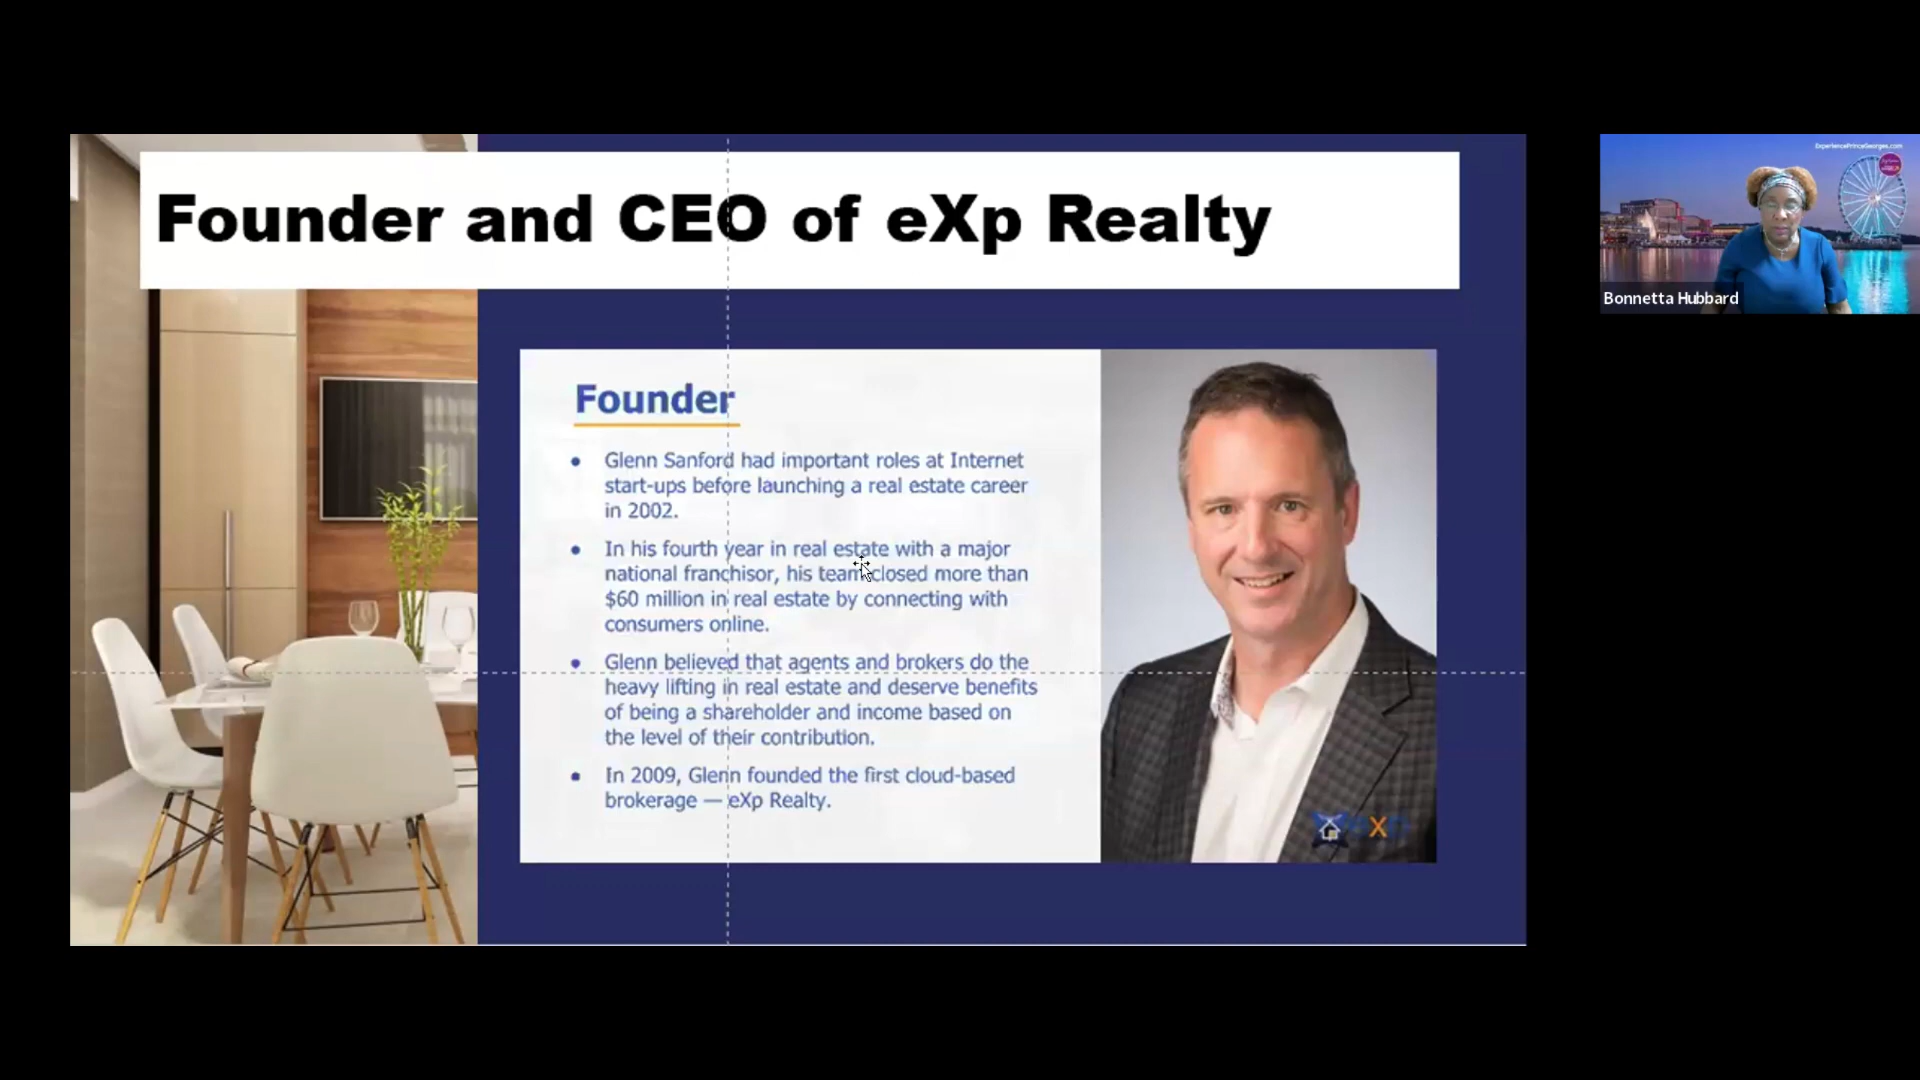 Founder and CEO of eXp Realty
Founder
• Glenn Sanford had important roles at Internet
start-ups before launching a real estate career
in 2002.
• In his fourth year in real estate with a major
national franchisor, his team closed more than
$60 million in real estate by connecting with
consumers online.
• Glenn believed that agents and brokers do the
heavy lifting in real estate and deserve benefits
of being a shareholder and income based on
the level of their contribution.
• In 2009, Glenn founded the first cloud-based
brokerage — eXp Realty.
eXp
ExperiencePrinceGeorges.com
Bonnetta Hubbard